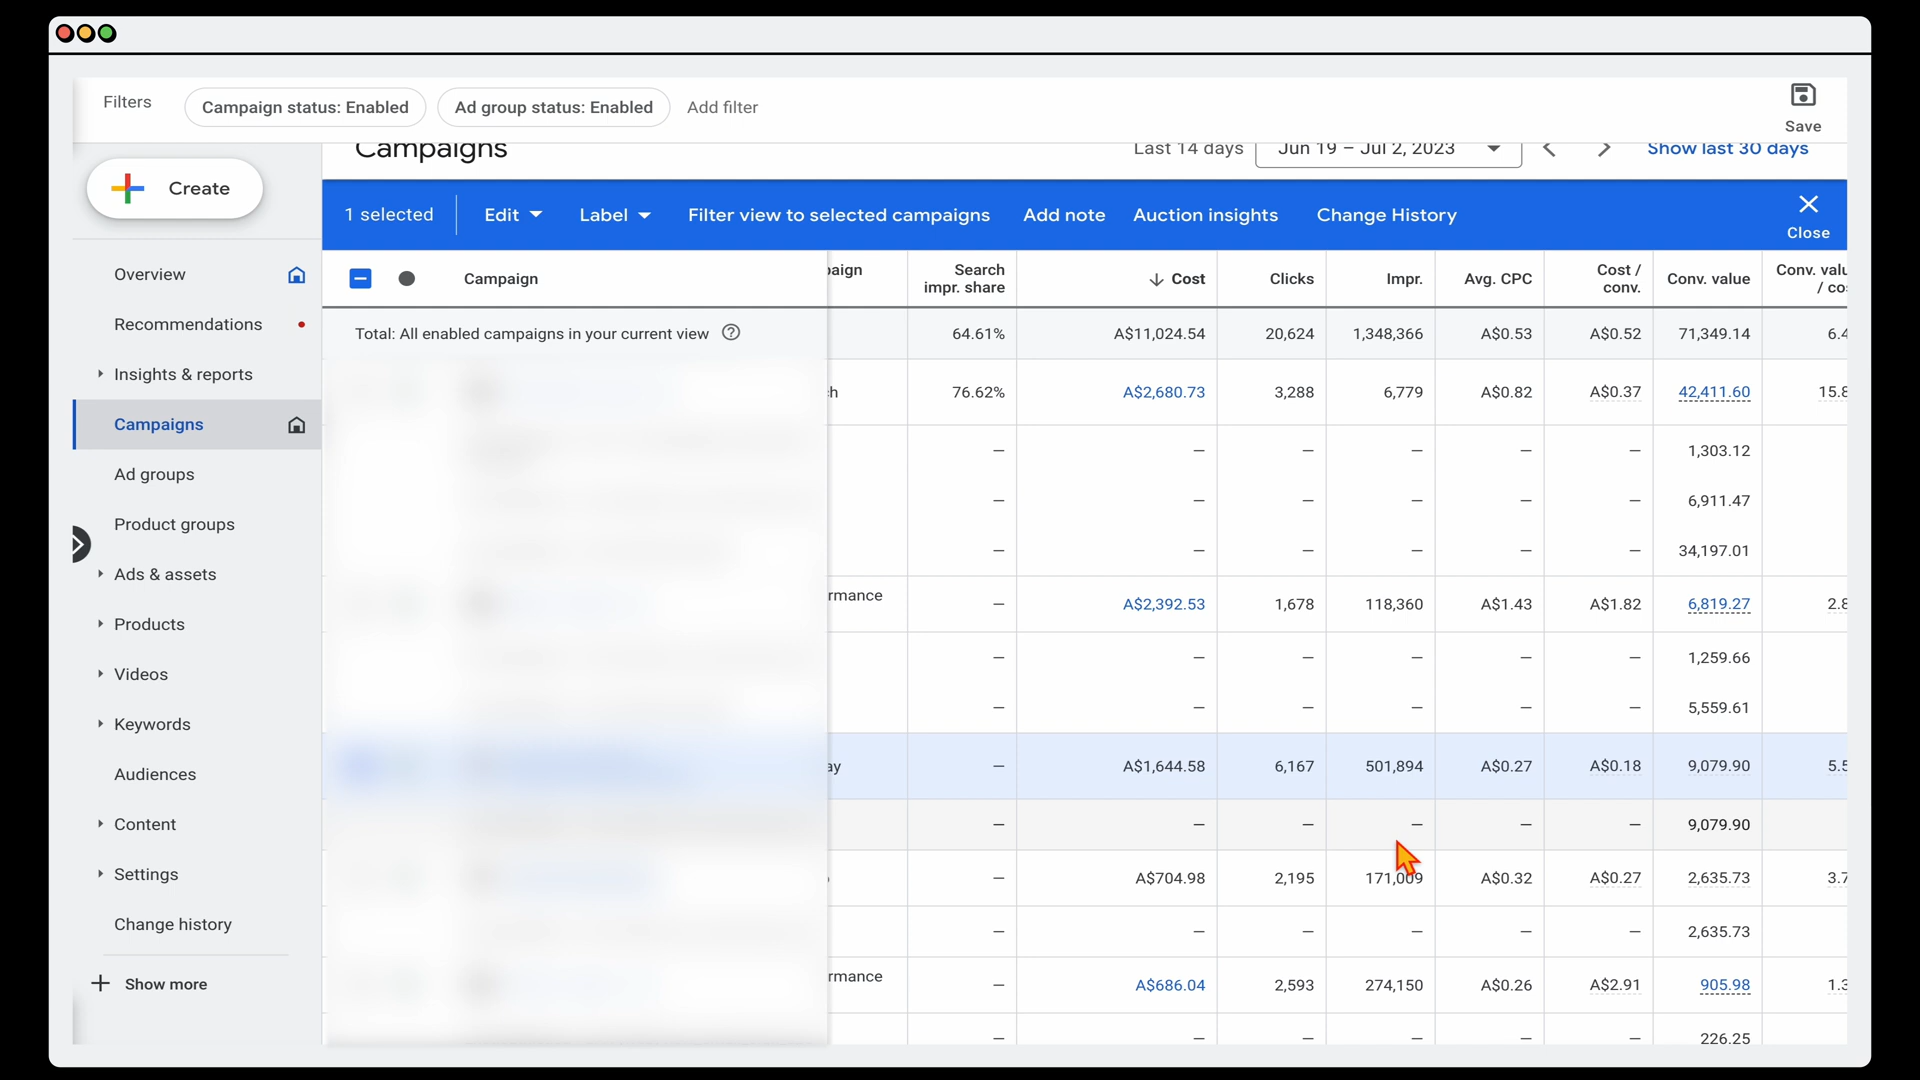 Filters
Campaign status: Enabled
Ad group status: Enabled
Add filter
Save
Create
Campaigns
Last 14 days
Jun 19 – Jul 2, 2023
Show last 30 days
1 selected
Edit
Label
Filter view to selected campaigns
Add note
Auction insights
Change History
Close
Overview
Recommendations
Insights & reports
Campaigns
Ad groups
Product groups
Ads & assets
Products
Videos
Keywords
Audiences
Content
Settings
Change history
Show more
Campaign
aign
Search
impr. share
Cost
Clicks
Impr.
Avg. CPC
Cost /
conv.
Conv. value
Conv. valu
/ cos
Total: All enabled campaigns in your current view
64.61% A$11,024.54 20,624 1,348,366 A$0.53 A$0.52 71,349.14 6.4
h 76.62% A$2,680.73 3,288 6,779 A$0.82 A$0.37 42,411.60 15.8
— — — — — — 1,303.12
— — — — — — 6,911.47
— — — — — — 34,197.01
rmance
— A$2,392.53 1,678 118,360 A$1.43 A$1.82 6,819.27 2.8
— — — — — — 1,259.66
— — — — — — 5,559.61
ay — A$1,644.58 6,167 501,894 A$0.27 A$0.18 9,079.90 5.5
— — — — — — 9,079.90
— A$704.98 2,195 171,009 A$0.32 A$0.27 2,635.73 3.7
— — — — — — 2,635.73
rmance
— A$686.04 2,593 274,150 A$0.26 A$2.91 905.98 1.3
— — — — — — 226.25